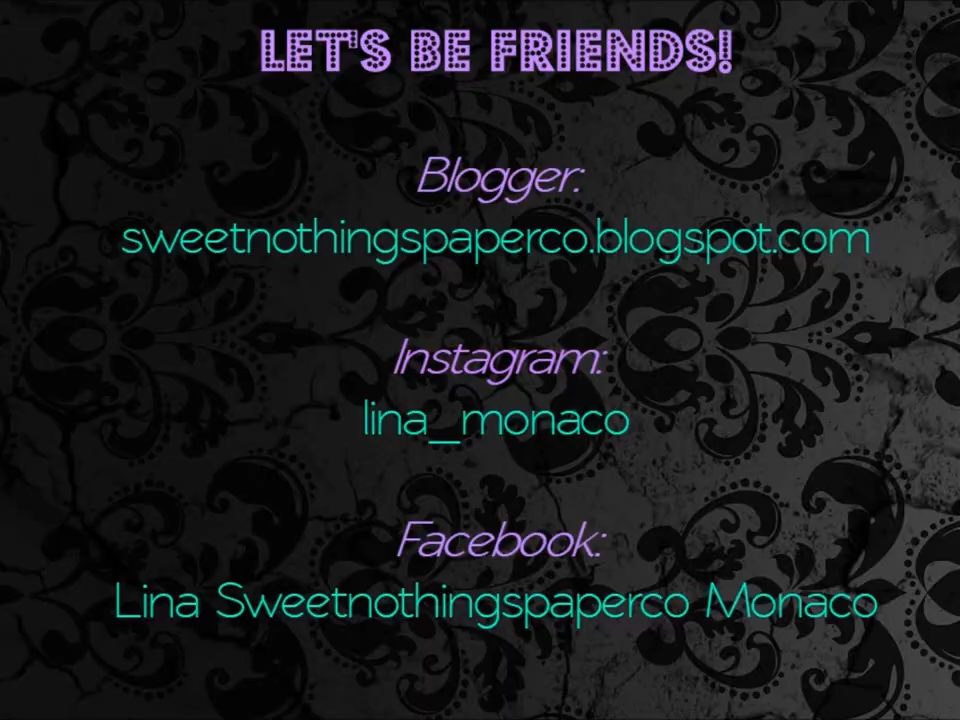 LET'S BE FRIENDS!
Blogger:
sweetnothingspaperco.blogspot.com
Instagram:
lina_monaco
Facebook:
Lina Sweetnothingspaperco Monaco